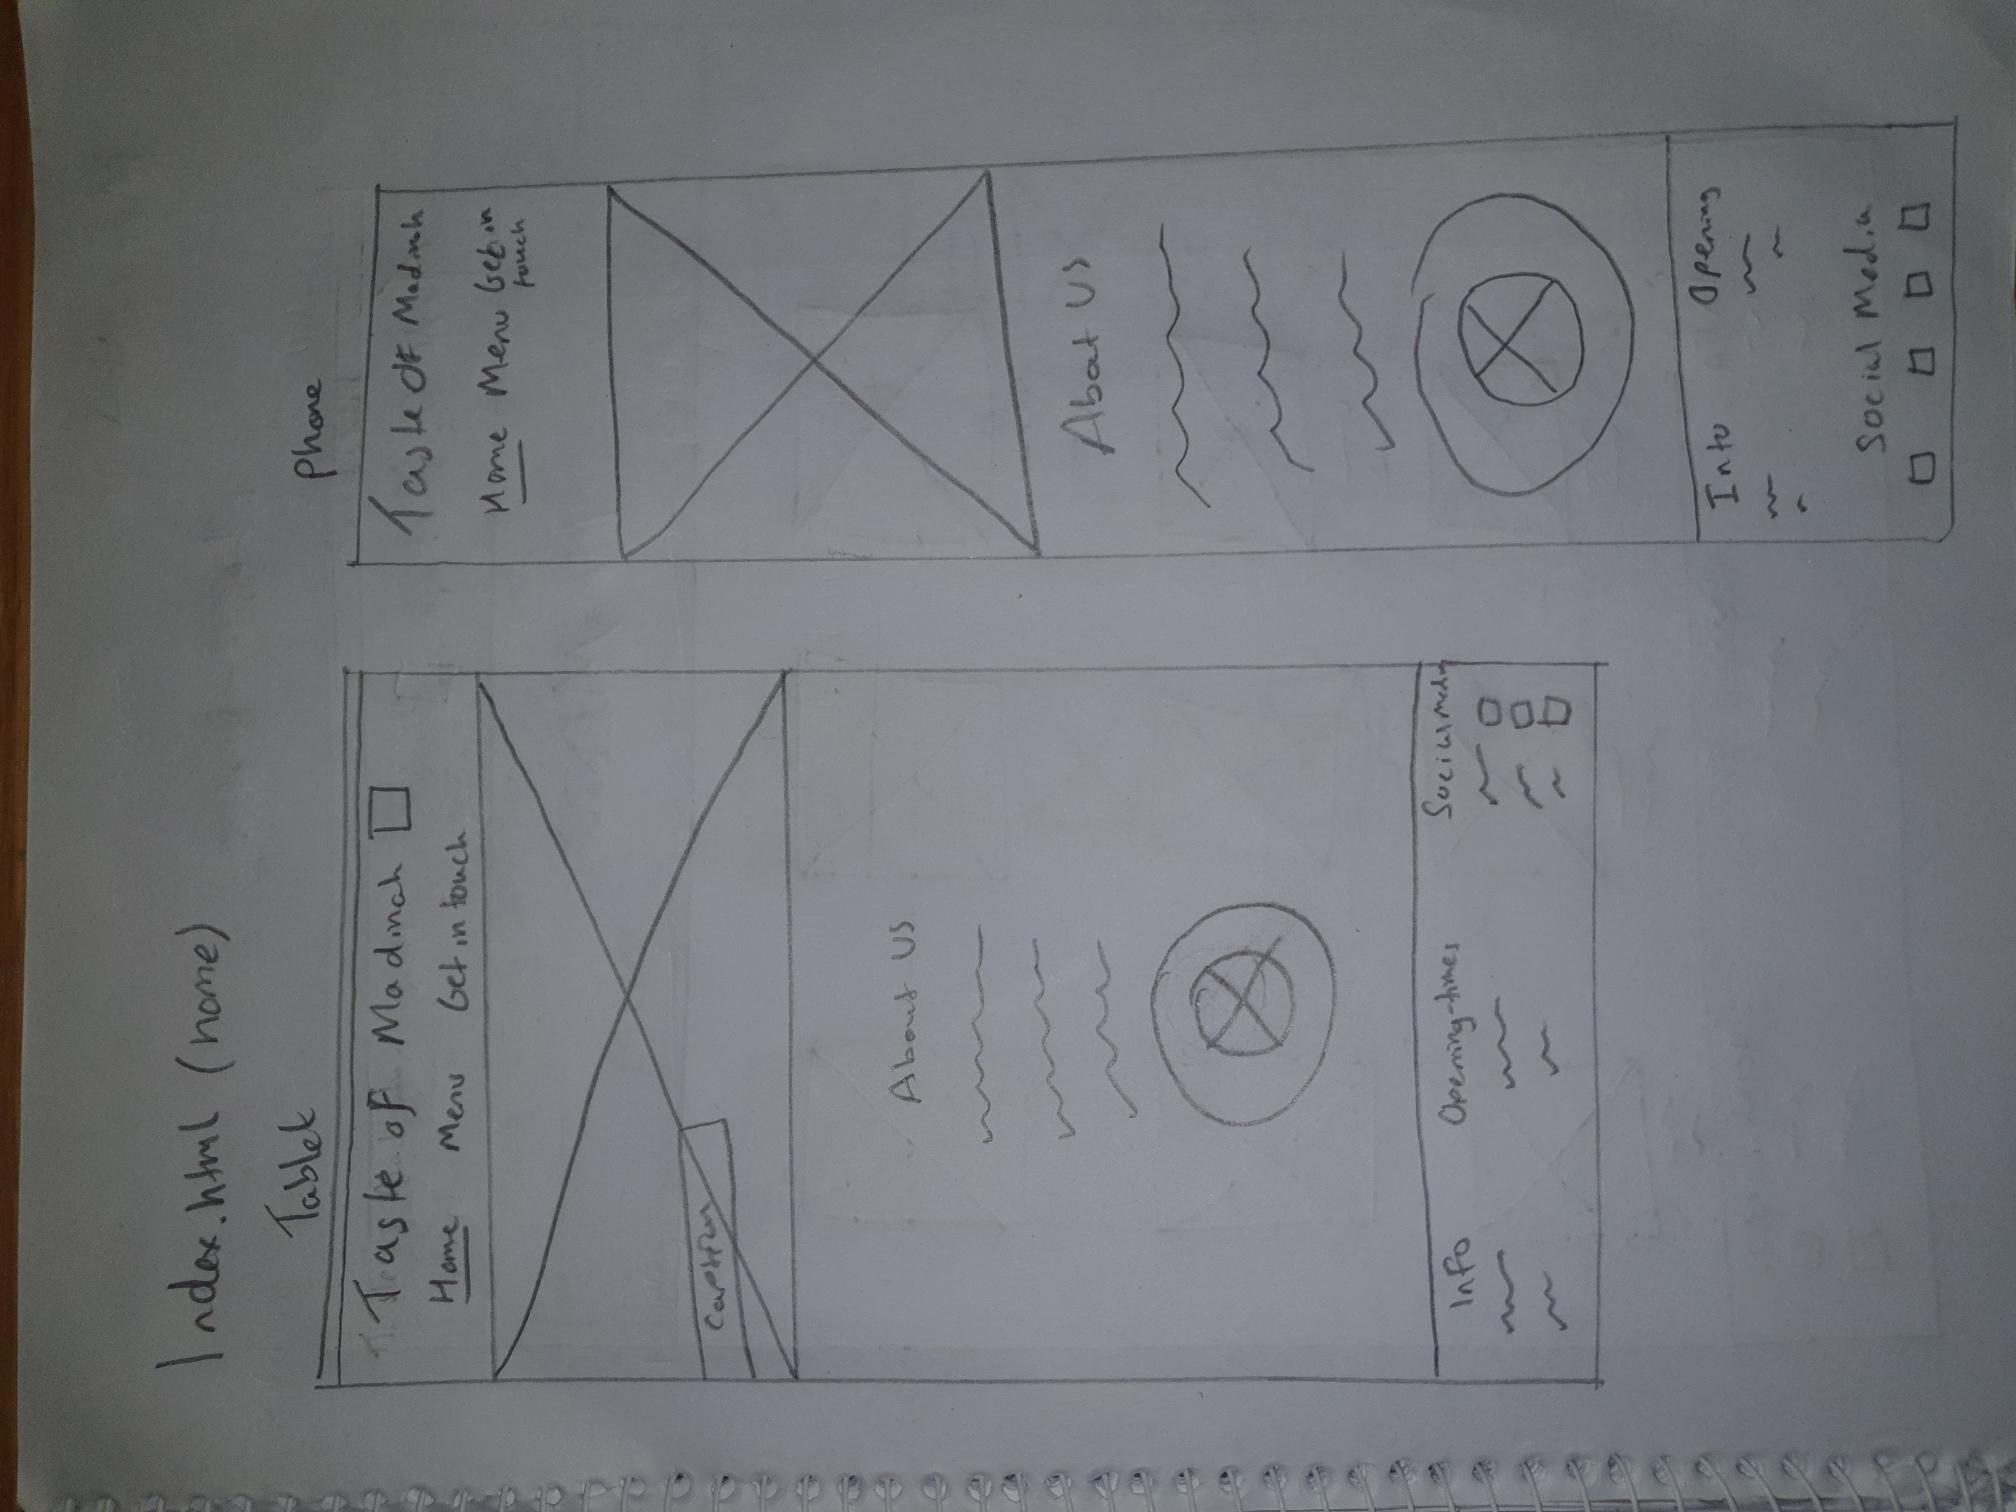 Index.html (home)
Tablet
Taste of Madinah
Home Menu Get in touch
Caption
About Us
Info Opening-times Social media
Phone
Taste of Madinah
Home Menu Get in
touch
About Us
Info Opening
Social Media